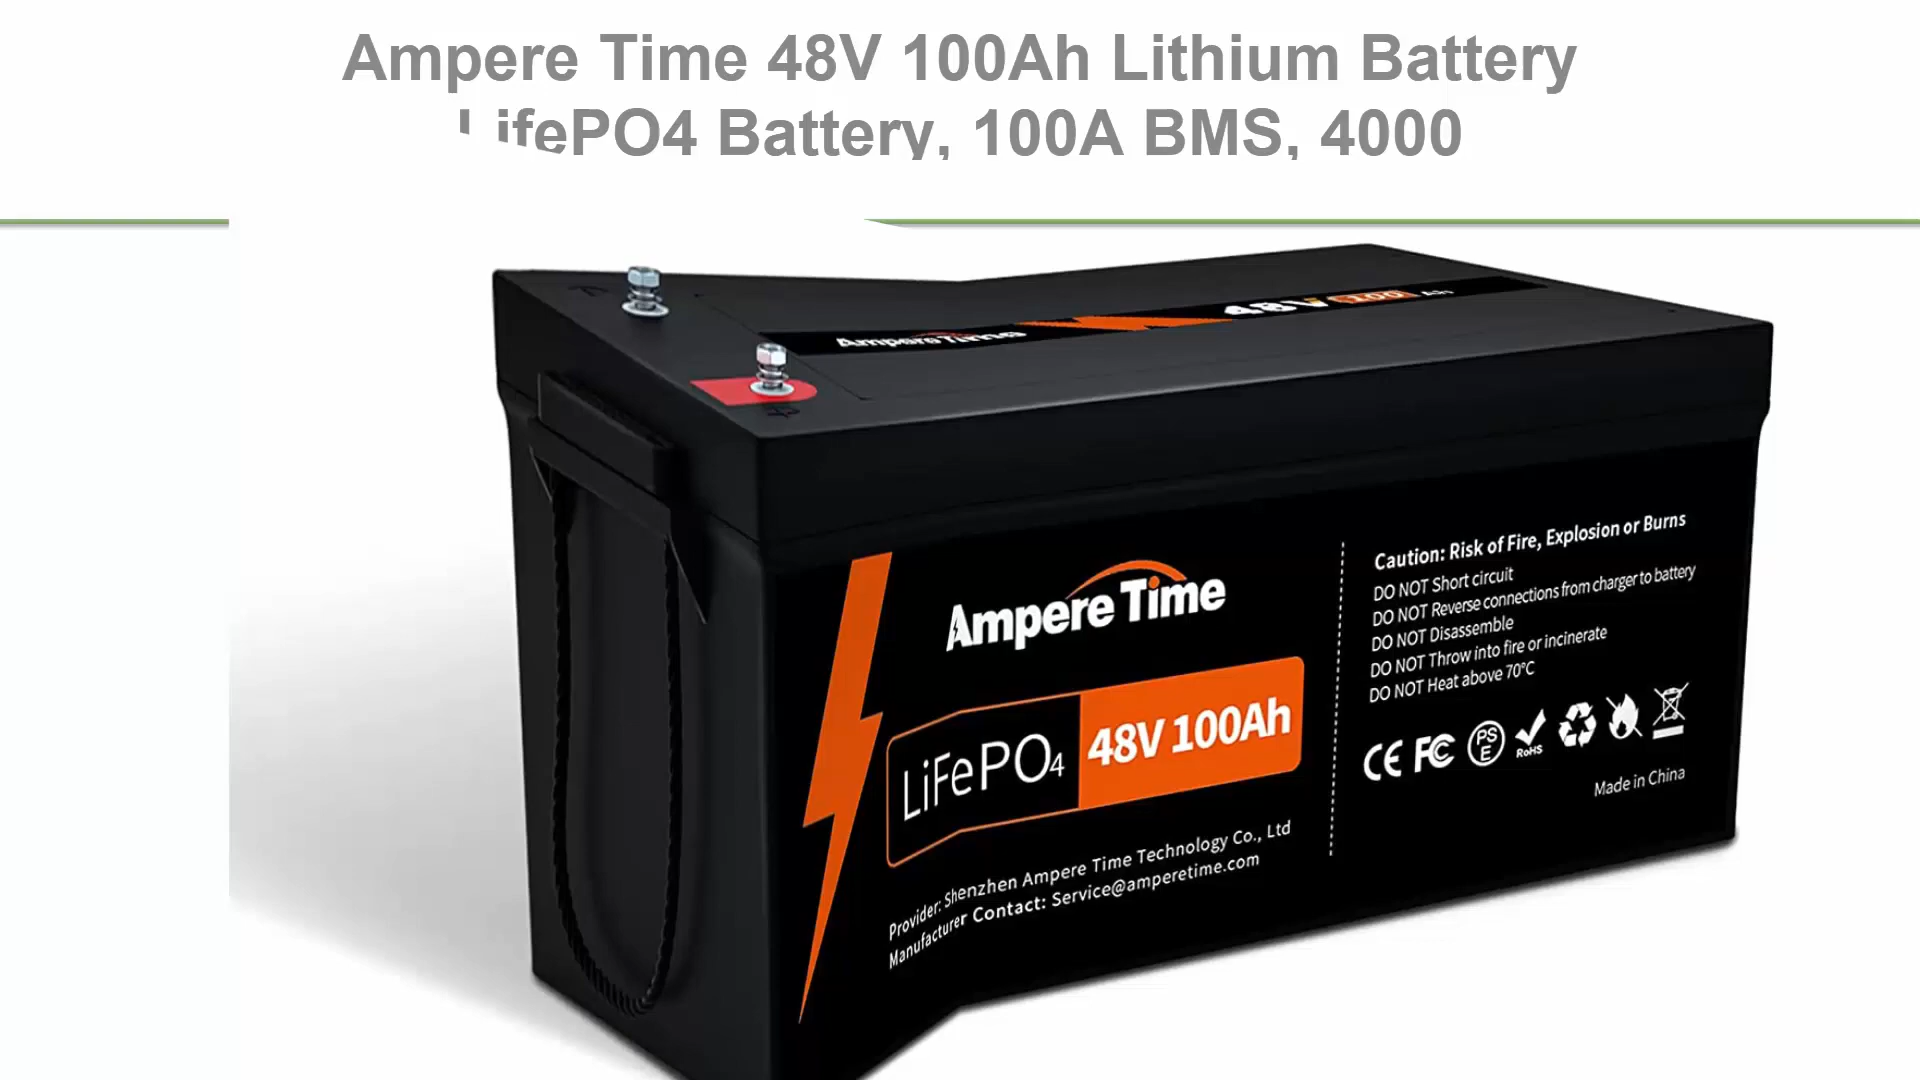 Ampere Time 48V 100Ah Lithium Battery
LifePO4 Battery, 100A BMS, 4000
Ampere Time 48V 100 Ah
Ampere Time
LiFePO4 48V 100Ah
Provider: Shenzhen Ampere Time Technology Co., Ltd
Manufacturer Contact: Service@amperetime.com
Caution: Risk of Fire, Explosion or Burns
DO NOT Short circuit
DO NOT Reverse connections from charger to battery
DO NOT Disassemble
DO NOT Throw into fire or incinerate
DO NOT Heat above 70°C
CE FC PSE RoHS
Made in China